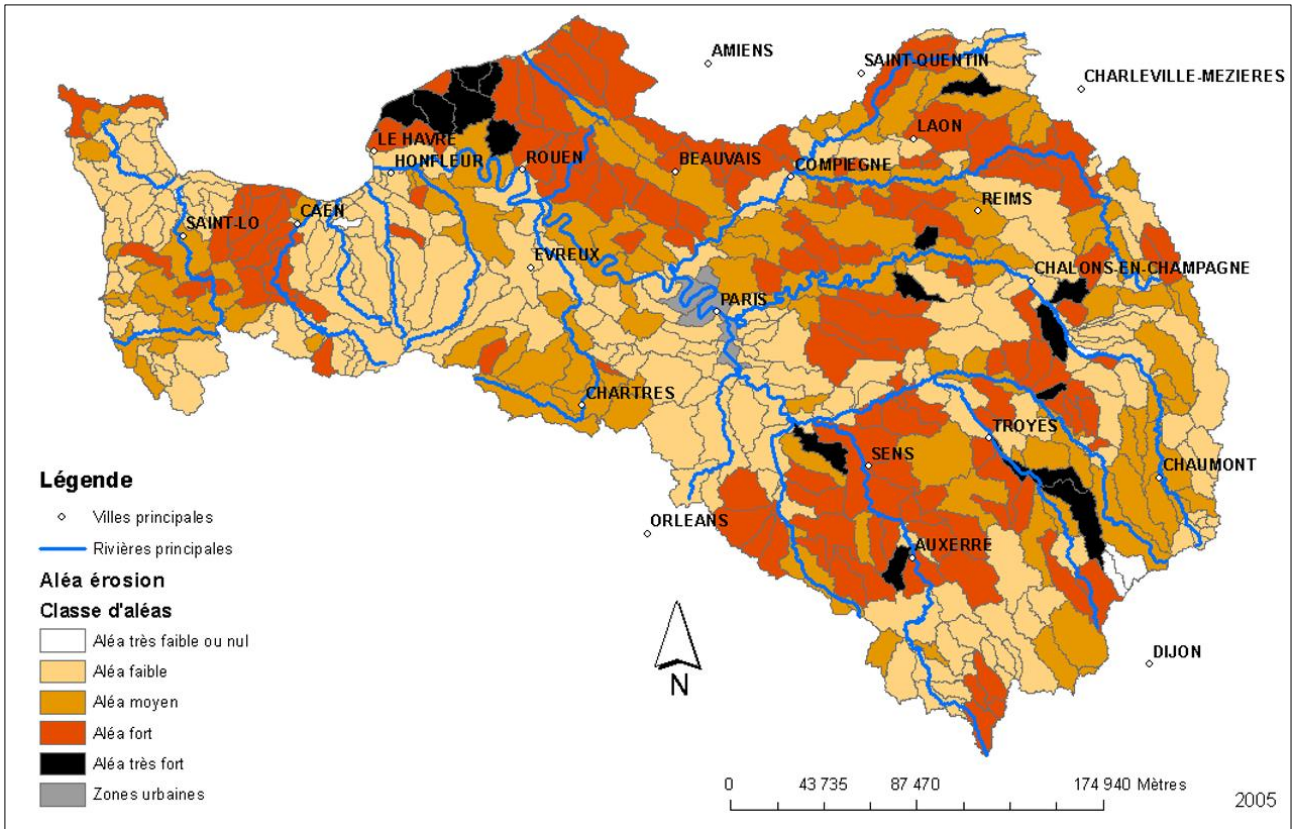 AMIENS
SAINT-QUENTIN
CHARLEVILLE-MEZIERES
LE HAVRE
HONFLEUR
ROUEN
BEAUVAIS
COMPIEGNE
LAON
REIMS
SAINT-LO
CAEN
EVREUX
PARIS
CHALONS-EN-CHAMPAGNE
CHARTRES
TROYES
SENS
CHAUMONT
ORLEANS
AUXERRE
DIJON
Légende
Villes principales
Rivières principales
Aléa érosion
Classe d'aléas
Aléa très faible ou nul
Aléa faible
Aléa moyen
Aléa fort
Aléa très fort
Zones urbaines
N
0 43 735 87 470 174 940 Mètres
2005